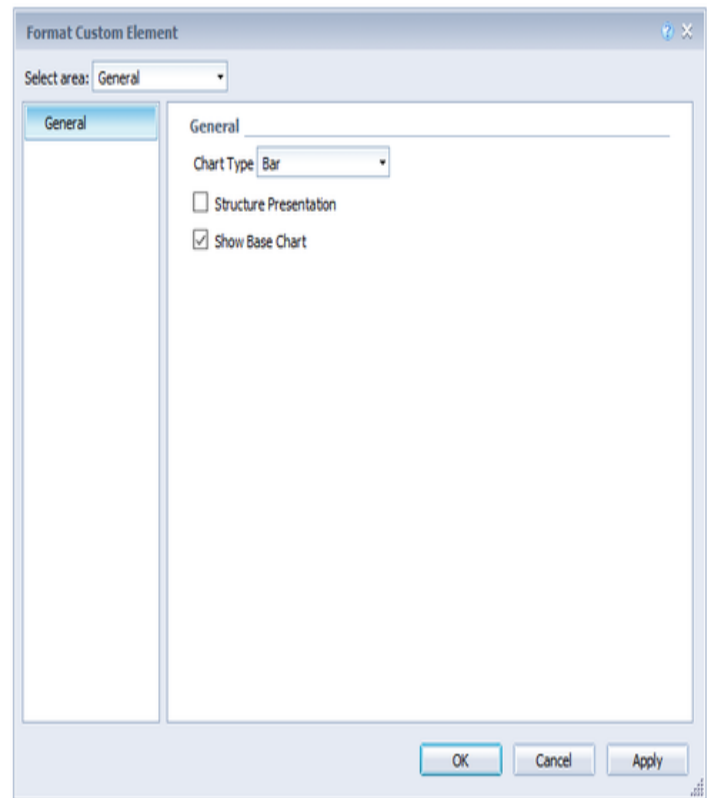 Format Custom Element
Select area: General
General
General
Chart Type Bar
Structure Presentation
Show Base Chart
OK Cancel Apply